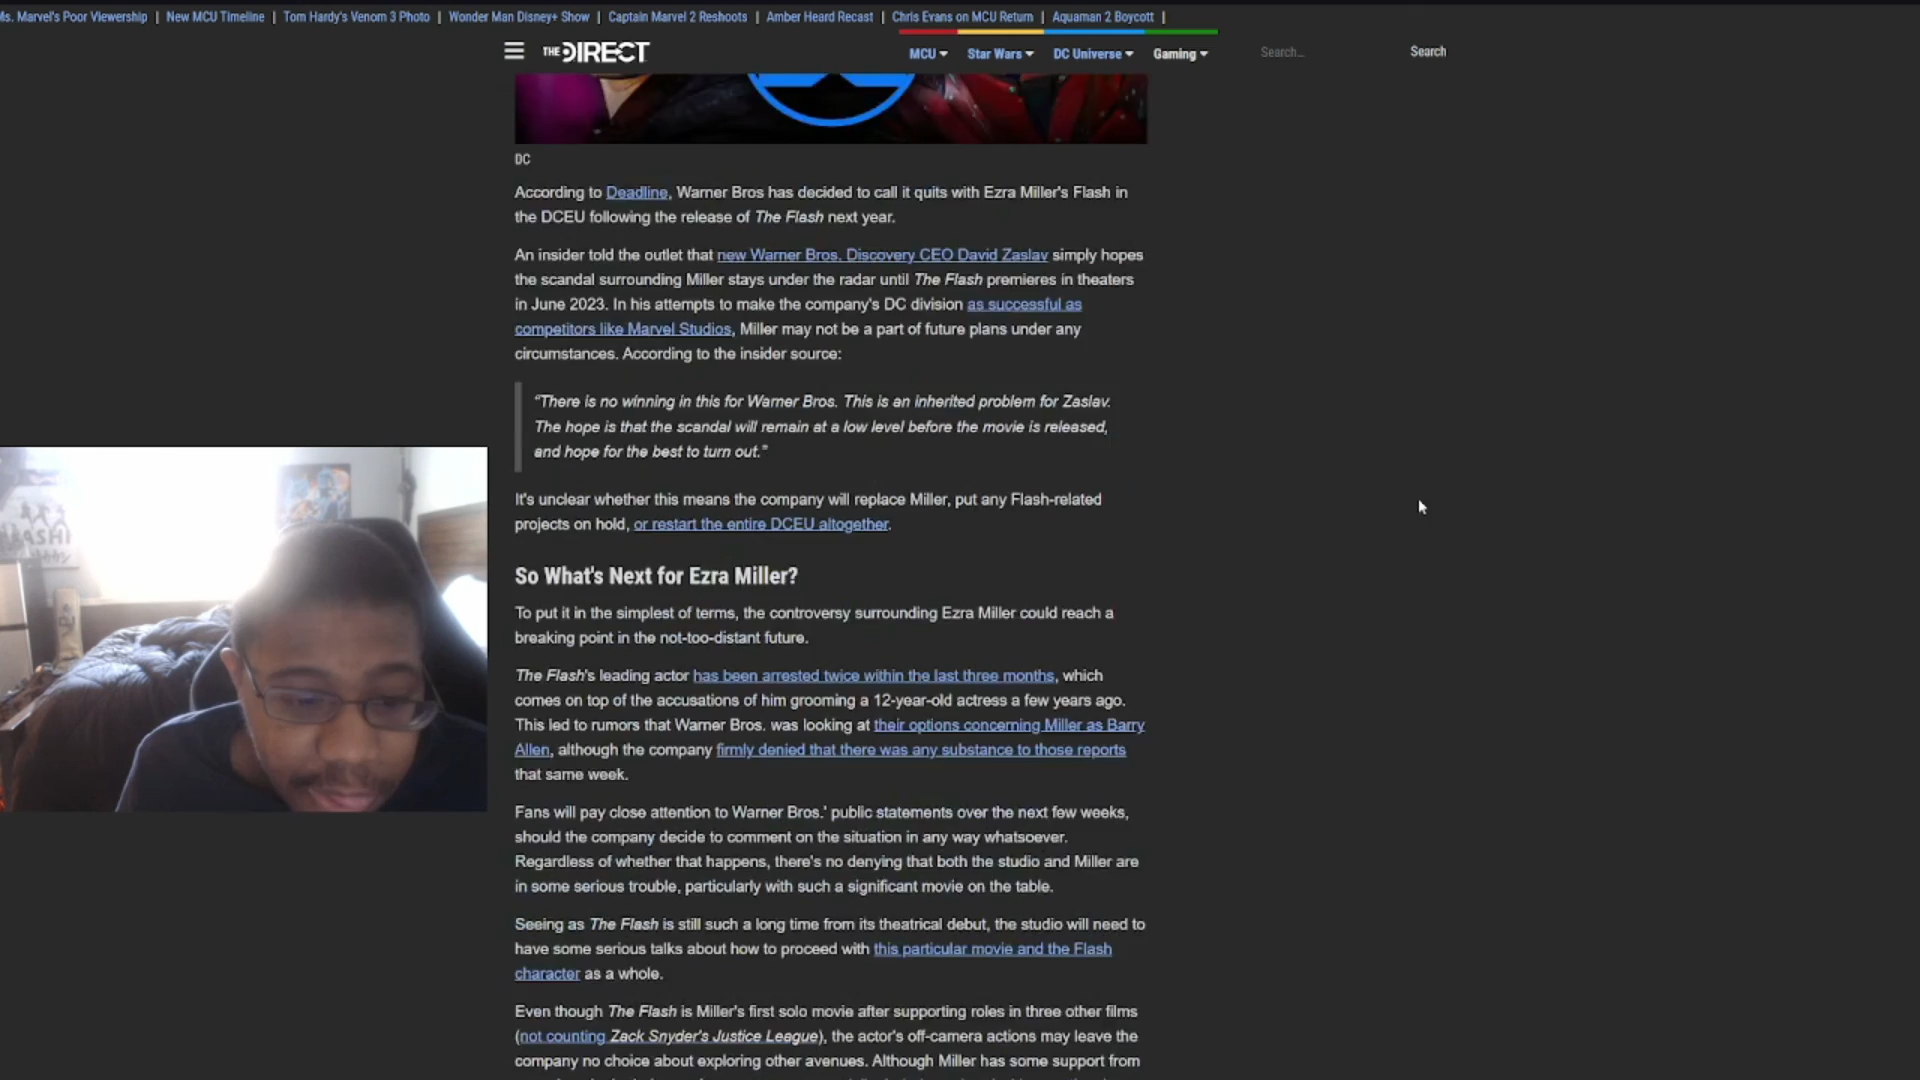 Ms. Marvel's Poor Viewership | New MCU Timeline | Tom Hardy's Venom 3 Photo | Wonder Man Disney+ Show | Captain Marvel 2 Reshoots | Amber Heard Recast | Chris Evans on MCU Return | Aquaman 2 Boycott |
THE DIRECT MCU Star Wars DC Universe Gaming Search... Search
DC
According to Deadline, Warner Bros has decided to call it quits with Ezra Miller's Flash in
the DCEU following the release of The Flash next year.
An insider told the outlet that new Warner Bros. Discovery CEO David Zaslav simply hopes
the scandal surrounding Miller stays under the radar until The Flash premieres in theaters
in June 2023. In his attempts to make the company's DC division as successful as
competitors like Marvel Studios, Miller may not be a part of future plans under any
circumstances. According to the insider source:
“There is no winning in this for Warner Bros. This is an inherited problem for Zaslav.
The hope is that the scandal will remain at a low level before the movie is released,
and hope for the best to turn out.”
It's unclear whether this means the company will replace Miller, put any Flash-related
projects on hold, or restart the entire DCEU altogether.
So What's Next for Ezra Miller?
To put it in the simplest of terms, the controversy surrounding Ezra Miller could reach a
breaking point in the not-too-distant future.
The Flash's leading actor has been arrested twice within the last three months, which
comes on top of the accusations of him grooming a 12-year-old actress a few years ago.
This led to rumors that Warner Bros. was looking at their options concerning Miller as Barry
Allen, although the company firmly denied that there was any substance to those reports
that same week.
Fans will pay close attention to Warner Bros.' public statements over the next few weeks,
should the company decide to comment on the situation in any way whatsoever.
Regardless of whether that happens, there's no denying that both the studio and Miller are
in some serious trouble, particularly with such a significant movie on the table.
Seeing as The Flash is still such a long time from its theatrical debut, the studio will need to
have some serious talks about how to proceed with this particular movie and the Flash
character as a whole.
Even though The Flash is Miller's first solo movie after supporting roles in three other films
(not counting Zack Snyder's Justice League), the actor's off-camera actions may leave the
company no choice about exploring other avenues. Although Miller has some support from